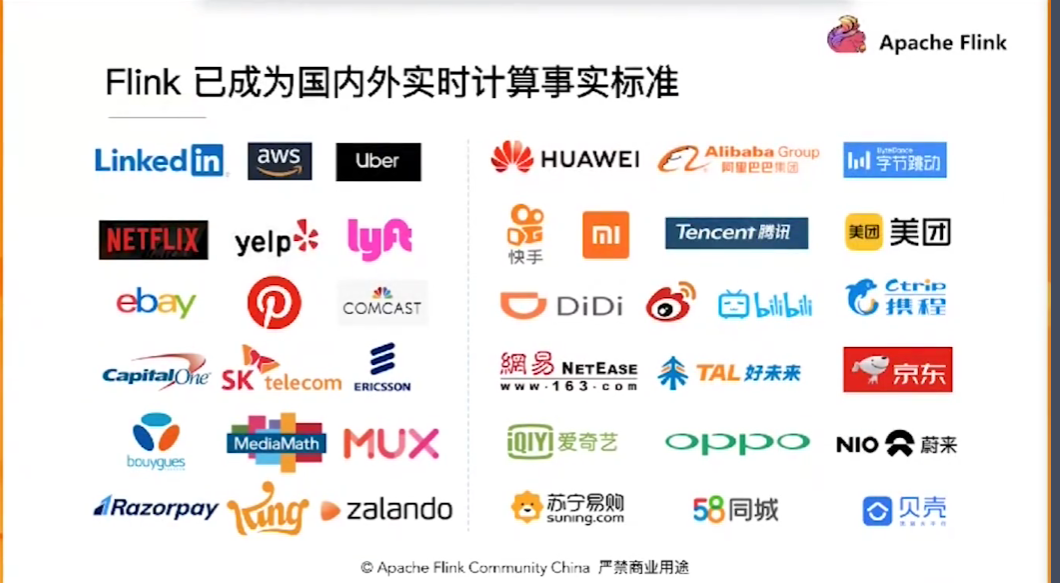 Apache Flink
Flink 已成为国内外实时计算事实标准
Linked in
aws
Uber
HUAWEI
Alibaba Group
阿里巴巴集团
ByteDance
字节跳动
NETFLIX
yelp
lyft
快手
mi
Tencent 腾讯
美团 美团
ebay
COMCAST
DiDi
bilibili
Ctrip
携程
Capital One
SK telecom
ERICSSON
網易 NETEASE
www.163.com
TAL 好未来
京东
bouygues
MediaMath
MUX
iQIYI 爱奇艺
oppo
NIO 蔚来
Razorpay
King
zalando
苏宁易购
suning.com
58同城
贝壳
© Apache Flink Community China 严禁商业用途